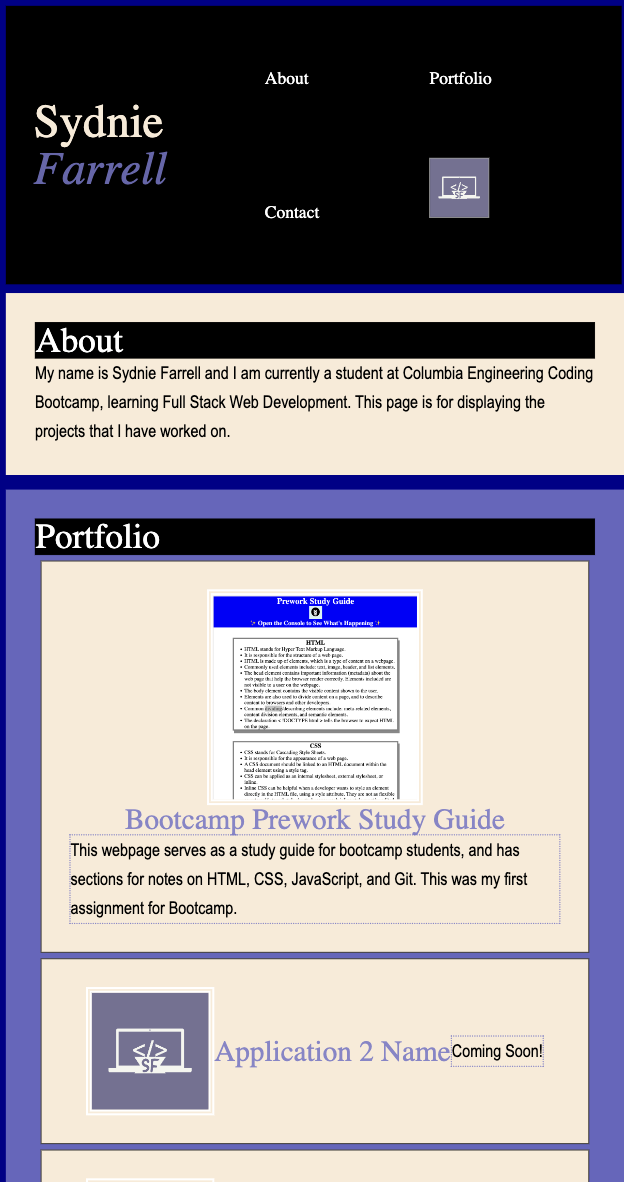 Sydnie
Farrell
About
Portfolio
Contact
</>
SF
About
My name is Sydnie Farrell and I am currently a student at Columbia Engineering Coding
Bootcamp, learning Full Stack Web Development. This page is for displaying the
projects that I have worked on.
Portfolio
Prework Study Guide
✨ Open the Console to See What's Happening ✨
HTML
• HTML stands for Hyper Text Markup Language.
• It is responsible for the structure of a web page.
• HTML is made up of elements, which is a type of content on a webpage.
• Commonly used elements include: text, image, header, and list elements.
• The head element contains important information (metadata) about the
web page that help the browser render correctly. Elements included are
not visible to a user on the webpage.
• The body element contains the visible content shown to the user.
• Elements are also used to divide content on a page, and to describe
content to browsers and other developers.
describing elements include: meta-related elements,
content division elements, and semantic elements.
• The declaration <!DOCTYPE html> tells the browser to expect HTML
on the page.
CSS
• CSS stands for Cascading Style Sheets.
• It is responsible for the appearance of a web page.
• A CSS document should be linked to an HTML document within the
head element using a style tag.
• CSS can be applied as an internal stylesheet, external stylesheet, or
inline.
• Inline CSS can be helpful when a developer wants to style an element
directly in the HTML file, using a style attribute. They are not as flexible
Bootcamp Prework Study Guide
This webpage serves as a study guide for bootcamp students, and has
sections for notes on HTML, CSS, JavaScript, and Git. This was my first
assignment for Bootcamp.
</>
SF
Application 2 Name
Coming Soon!